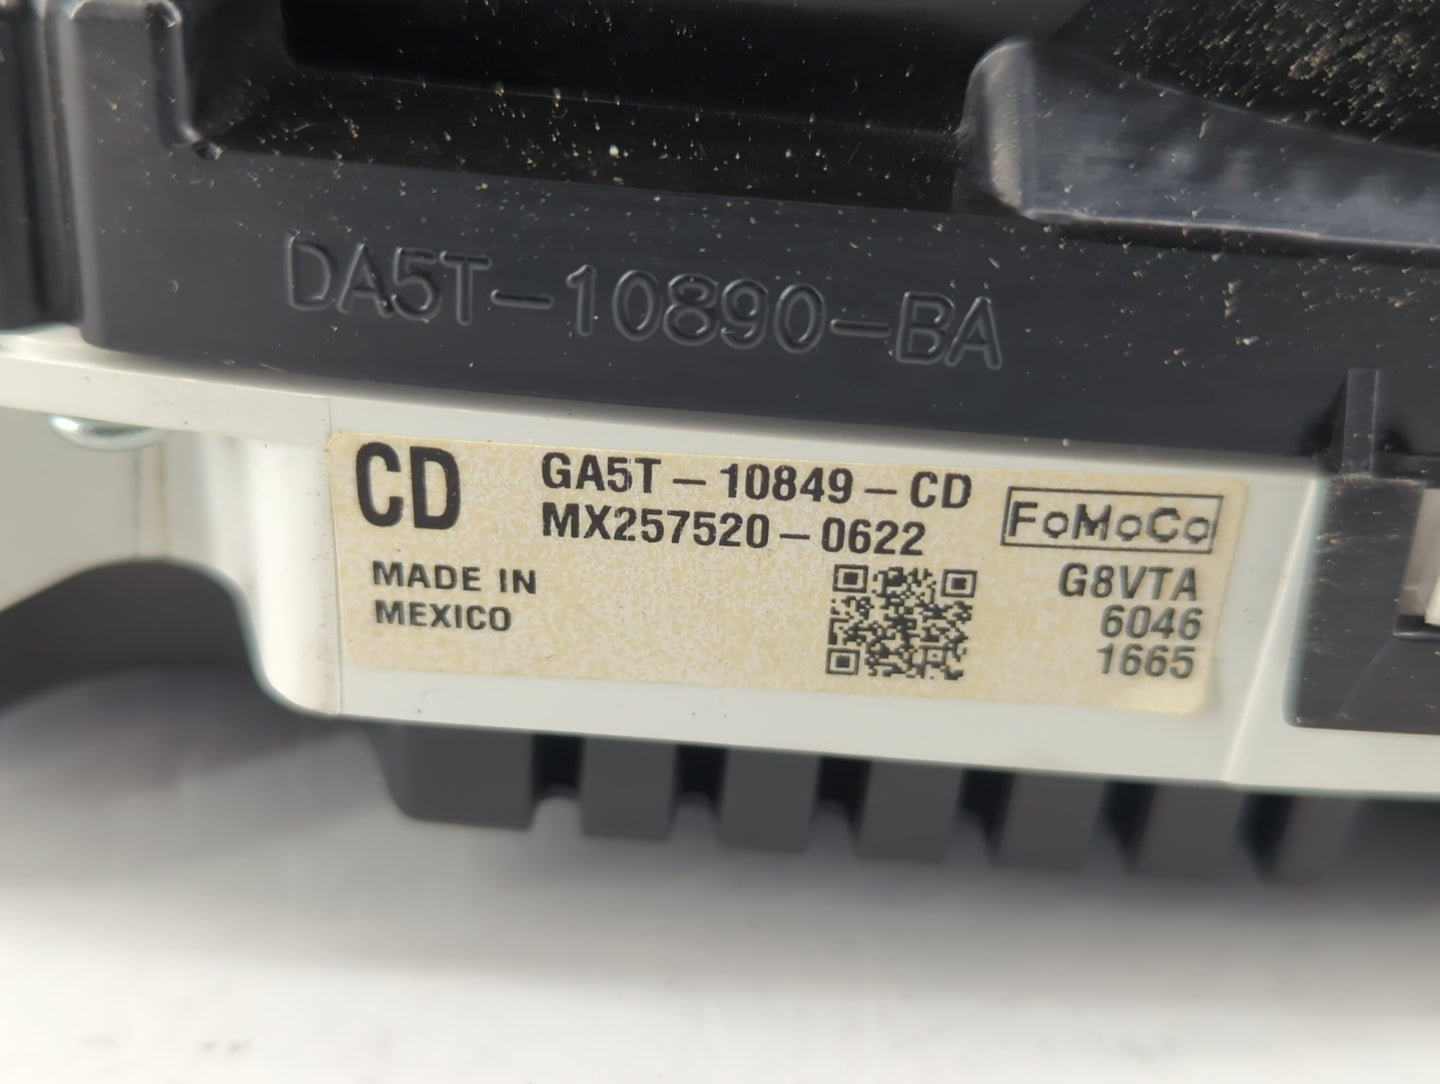 DA5T-10890-BA
CD
GA5T-10849-CD
MX257520-0622
FoMoCo
MADE IN
MEXICO
G8VTA
6046
1665